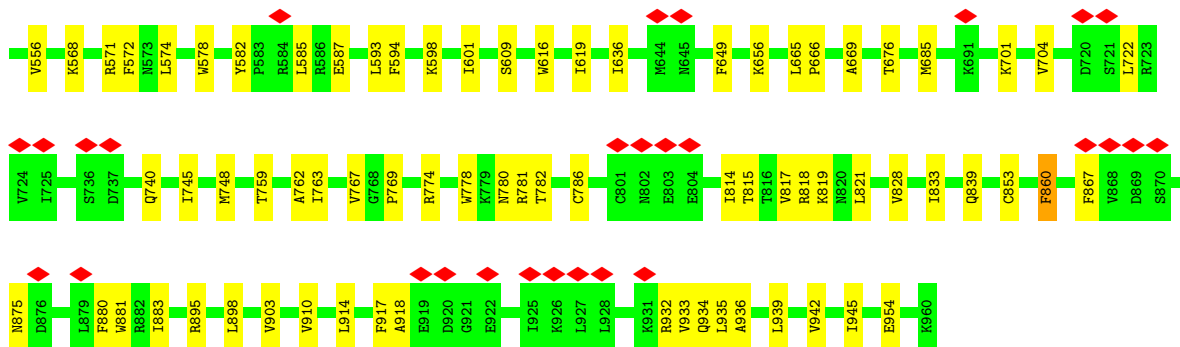 V556 K568 R571 F572 N573 L574 W578 Y582 P583 R584 L585 R586 E587 L593 F594 K598 I601 S609 W616 I619 I636 M644 N645 F649 K656 L665 P666 A669 T676 M685 K691 K701 V704 D720 S721 L722 R723
V724 I725 S736 D737 Q740 I745 M748 T759 A762 I763 V767 G768 P769 R774 W778 K779 N780 R781 T782 C786 C801 N802 E803 E804 I814 T815 T816 V817 R818 K819 N820 L821 V828 I833 Q839 C853 F860 F867 V868 D869 S870
N875 D876 L879 F880 W881 R882 I883 R895 L898 V903 V910 L914 F917 A918 E919 D920 G921 E922 I925 K926 L927 L928 K931 R932 V933 Q934 L935 A936 L939 V942 I945 E954 K960